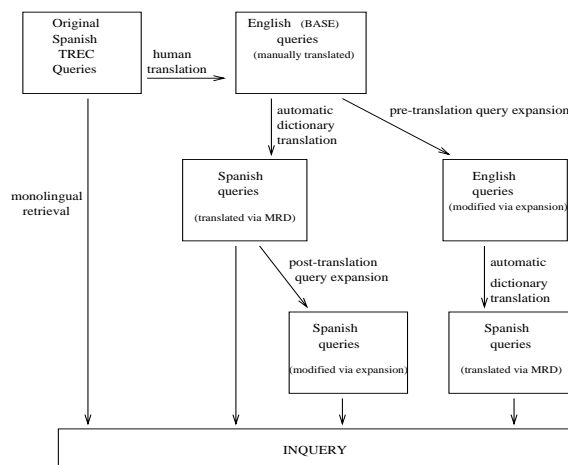 Original
Spanish
TREC
Queries
human
translation
English (BASE)
queries
(manually translated)
automatic
dictionary
translation
pre-translation query expansion
monolingual
retrieval
Spanish
queries
(translated via MRD)
English
queries
(modified via expansion)
post-translation
query expansion
automatic
dictionary
translation
Spanish
queries
(modified via expansion)
Spanish
queries
(translated via MRD)
INQUERY